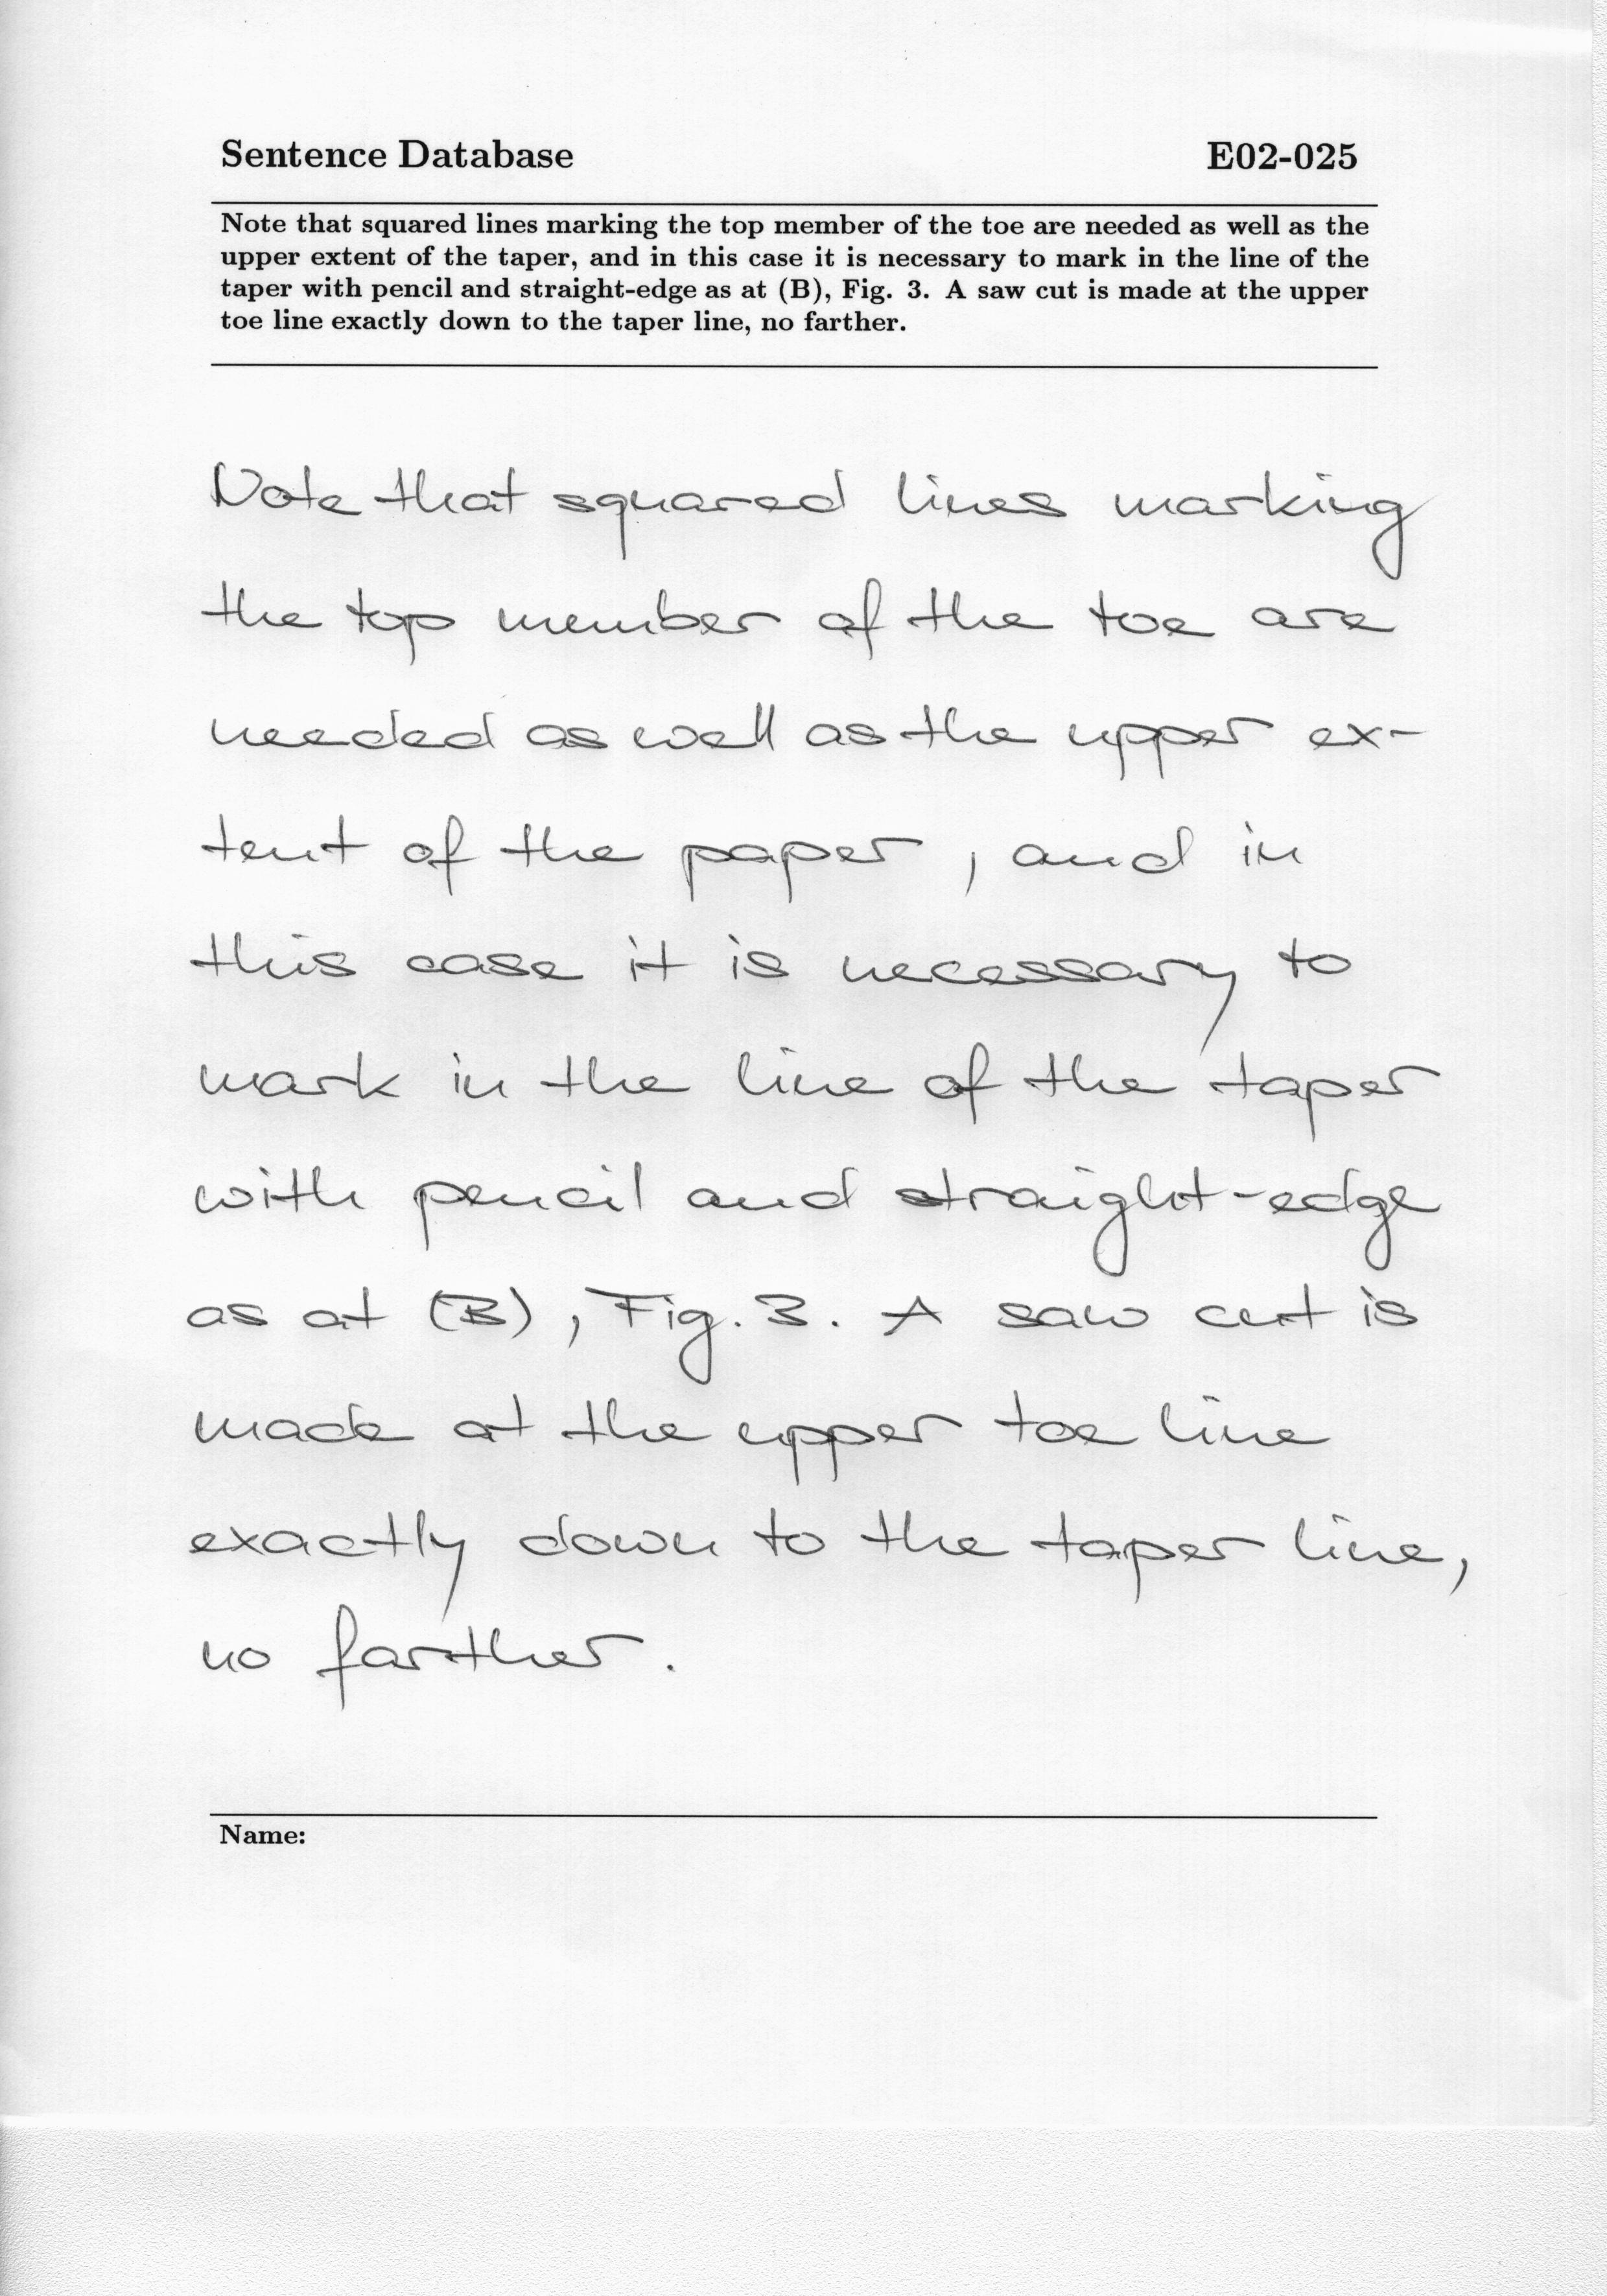 Sentence Database E02-025
Note that squared lines marking the top member of the toe are needed as well as the
upper extent of the taper, and in this case it is necessary to mark in the line of the
taper with pencil and straight-edge as at (B), Fig. 3. A saw cut is made at the upper
toe line exactly down to the taper line, no farther.
Note that squared lines marking
the top member of the toe are
needed as well as the upper ex-
tent of the paper, and in
this case it is necessary to
mark in the line of the taper
with pencil and straight-edge
as at (B), Fig. 3. A saw cut is
made at the upper toe line
exactly down to the taper line,
no farther.
Name: